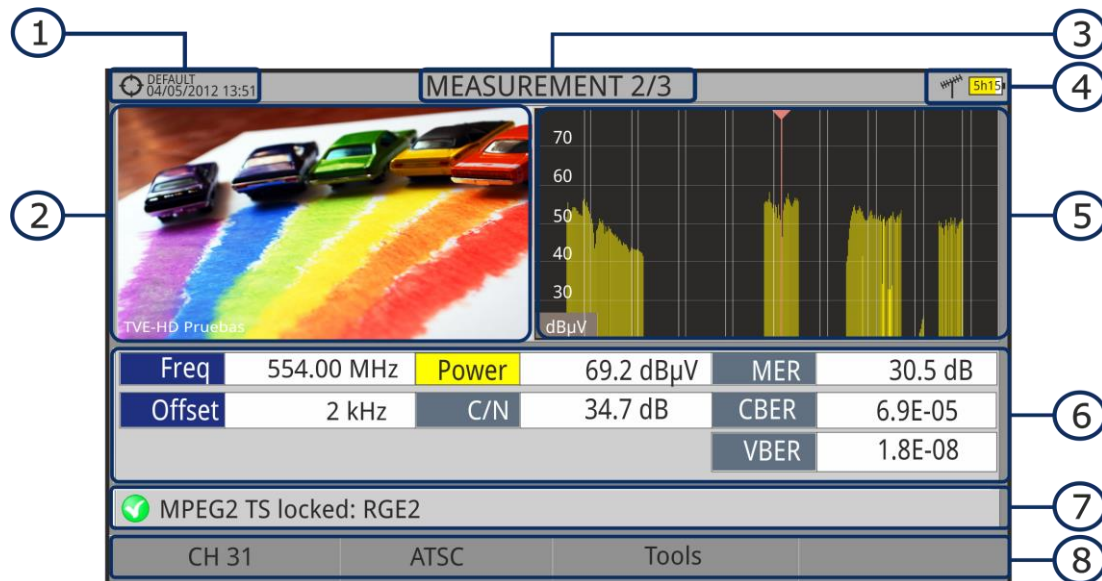 1
3
DEFAULT
04/05/2012 13:51
MEASUREMENT 2/3
5h15
4
2
TVE-HD Pruebas
70
60
50
40
30
dBµV
5
Freq 554.00 MHz Power 69.2 dBµV MER 30.5 dB
Offset 2 kHz C/N 34.7 dB CBER 6.9E-05
VBER 1.8E-08
6
MPEG2 TS locked: RGE2
7
CH 31 ATSC Tools
8